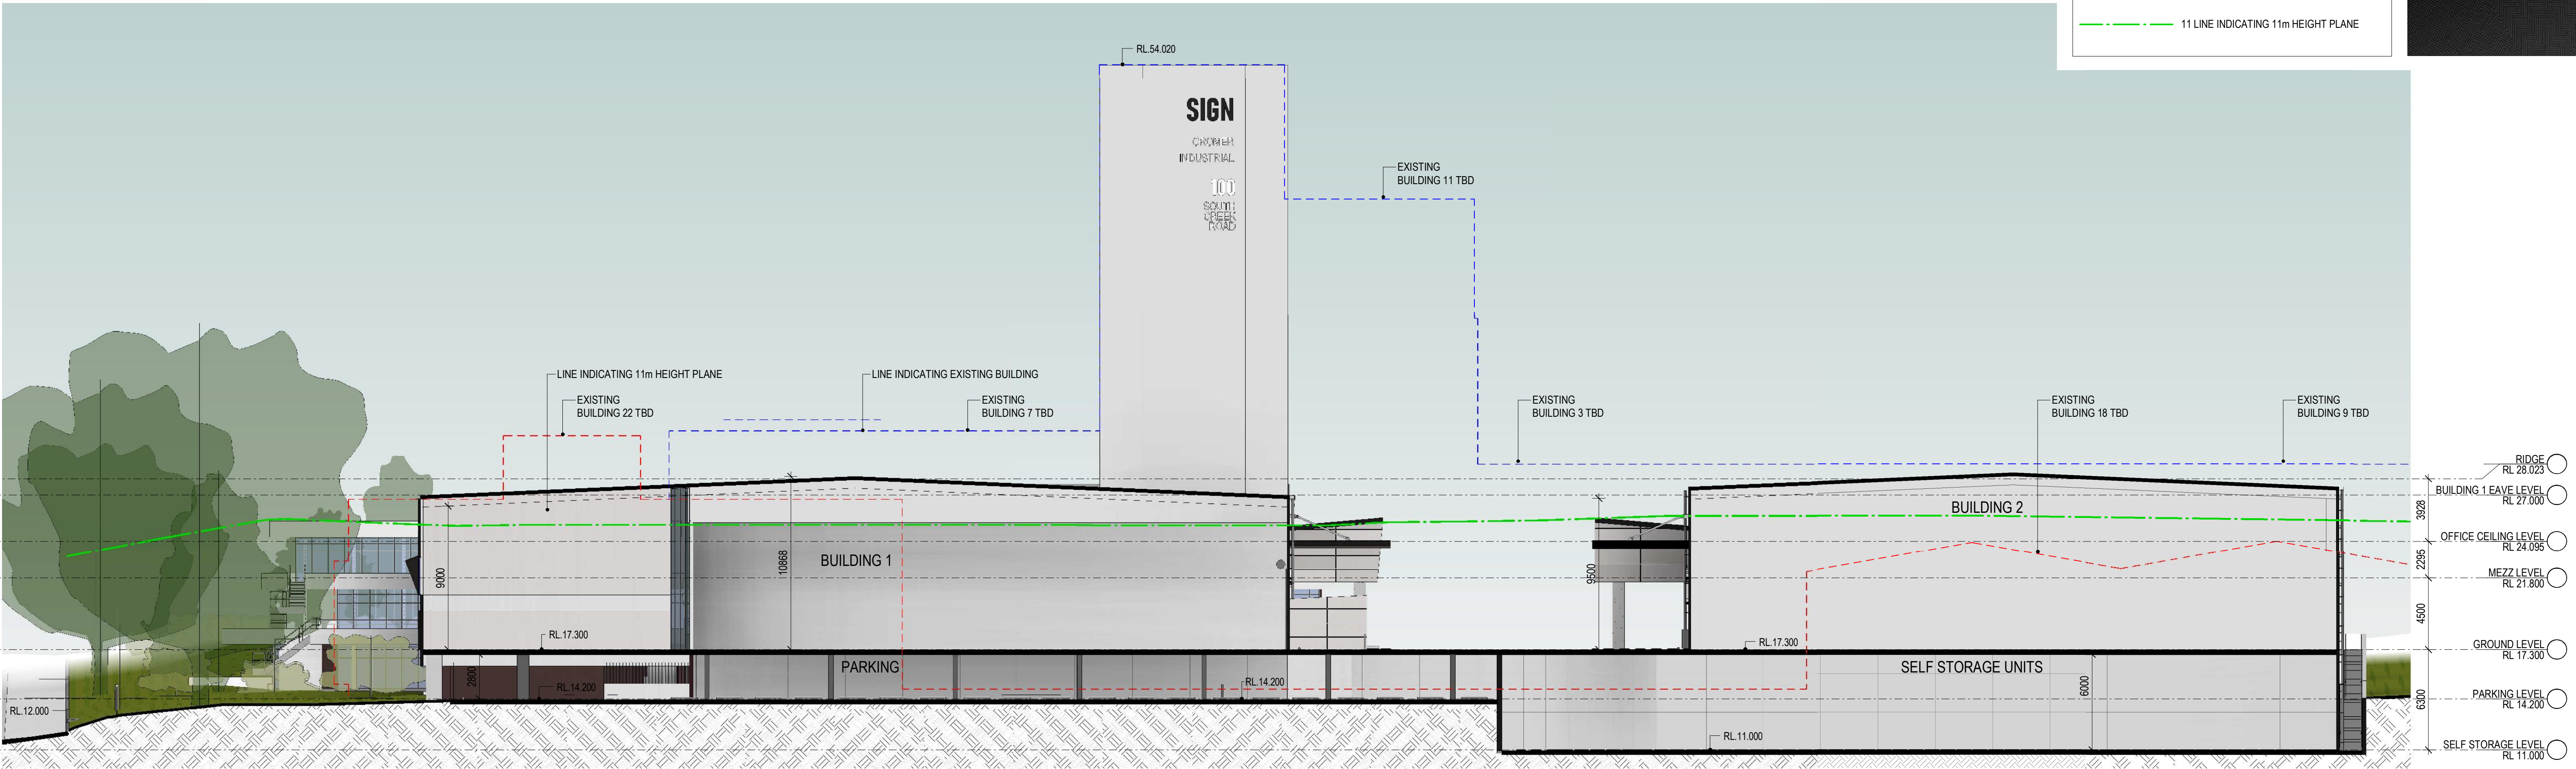 11 LINE INDICATING 11m HEIGHT PLANE
RL.54.020
SIGN
CROMER
INDUSTRIAL
100
SOUTH
CREEK
ROAD
EXISTING
BUILDING 11 TBD
LINE INDICATING 11m HEIGHT PLANE
LINE INDICATING EXISTING BUILDING
EXISTING
BUILDING 22 TBD
EXISTING
BUILDING 7 TBD
EXISTING
BUILDING 3 TBD
EXISTING
BUILDING 18 TBD
EXISTING
BUILDING 9 TBD
RIDGE
RL 28.023
BUILDING 1 EAVE LEVEL
RL 27.000
3928
OFFICE CEILING LEVEL
RL 24.095
2295
MEZZ LEVEL
RL 21.800
4500
GROUND LEVEL
RL 17.300
PARKING LEVEL
RL 14.200
6300
SELF STORAGE LEVEL
RL 11.000
BUILDING 2
BUILDING 1
9000
10868
9500
RL.17.300
RL.17.300
PARKING
SELF STORAGE UNITS
2800
RL.14.200
RL.14.200
6000
RL.12.000
RL.11.000